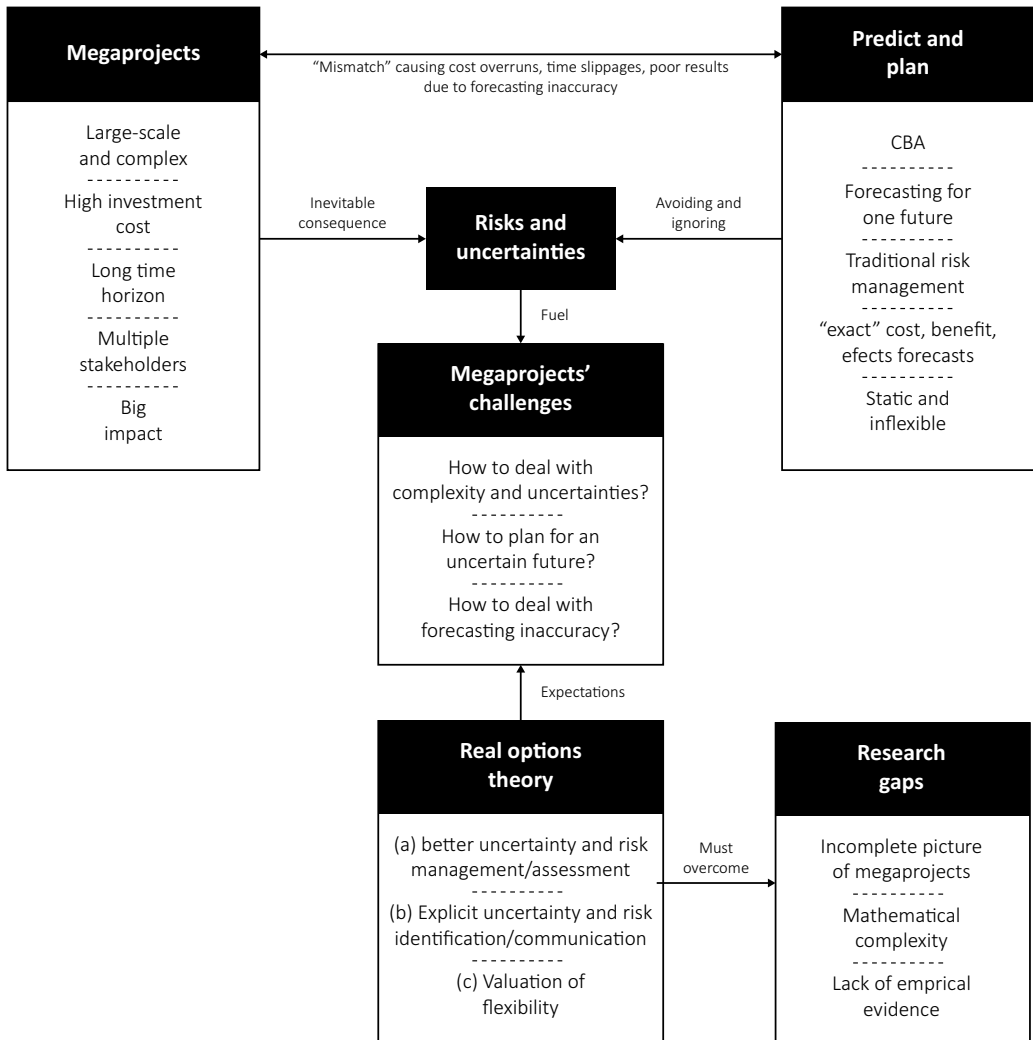 Megaprojects
Predict and
plan
“Mismatch” causing cost overruns, time slippages, poor results
due to forecasting inaccuracy
Large-scale
and complex
High investment
cost
Long time
horizon
Multiple
stakeholders
Big
impact
Inevitable
consequence
Risks and
uncertainties
Avoiding and
ignoring
CBA
Forecasting for
one future
Traditional risk
management
“exact” cost, benefit,
efects forecasts
Static and
inflexible
Fuel
Megaprojects’
challenges
How to deal with
complexity and uncertainties?
How to plan for an
uncertain future?
How to deal with
forecasting inaccuracy?
Expectations
Real options
theory
(a) better uncertainty and risk
management/assessment
(b) Explicit uncertainty and risk
identification/communication
(c) Valuation of
flexibility
Must
overcome
Research
gaps
Incomplete picture
of megaprojects
Mathematical
complexity
Lack of emprical
evidence